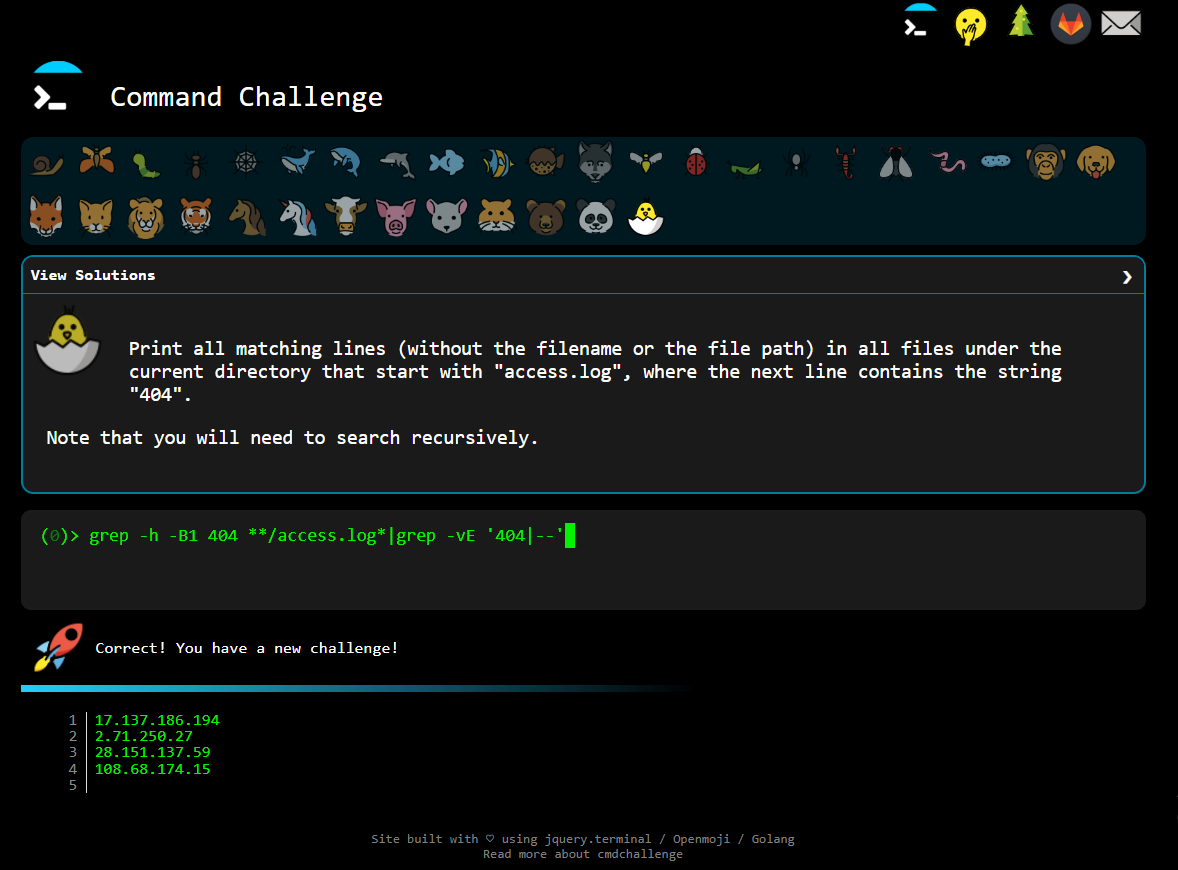 Command Challenge
View Solutions
Print all matching lines (without the filename or the file path) in all files under the
current directory that start with "access.log", where the next line contains the string
"404".
Note that you will need to search recursively.
(0)> grep -h -B1 404 **/access.log*|grep -vE '404|--'
Correct! You have a new challenge!
1 17.137.186.194
2 2.71.250.27
3 28.151.137.59
4 108.68.174.15
5
Site built with ♡ using jquery.terminal / Openmoji / Golang
Read more about cmdchallenge